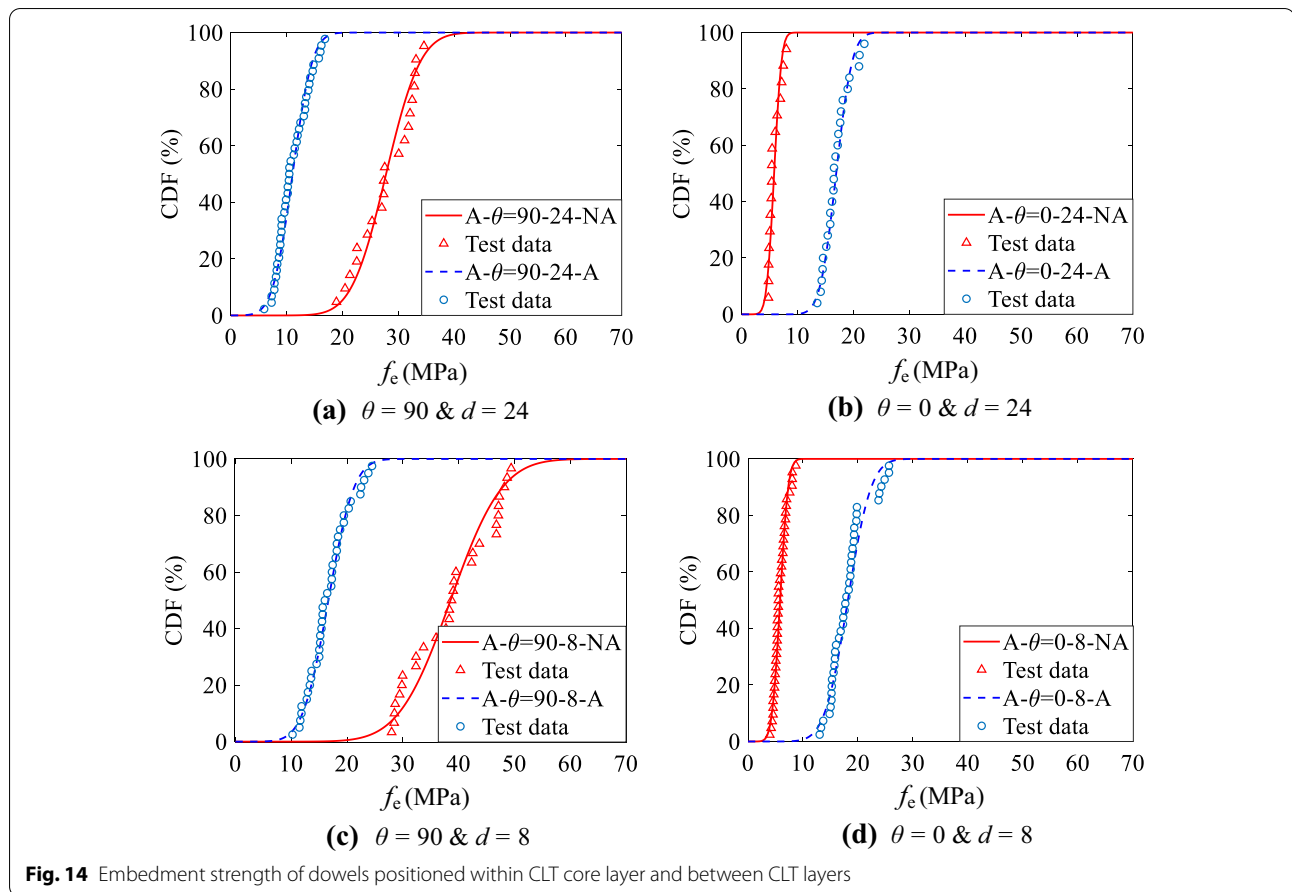 100
80
60
40
20
0
CDF (%)
A-θ=90-24-NA
Test data
A-θ=90-24-A
Test data
0 10 20 30 40 50 60 70
fe (MPa)
(a) θ = 90 & d = 24
100
80
60
40
20
0
CDF (%)
A-θ=0-24-NA
Test data
A-θ=0-24-A
Test data
0 10 20 30 40 50 60 70
fe (MPa)
(b) θ = 0 & d = 24
100
80
60
40
20
0
CDF (%)
A-θ=90-8-NA
Test data
A-θ=90-8-A
Test data
0 10 20 30 40 50 60 70
fe (MPa)
(c) θ = 90 & d = 8
100
80
60
40
20
0
CDF (%)
A-θ=0-8-NA
Test data
A-θ=0-8-A
Test data
0 10 20 30 40 50 60 70
fe (MPa)
(d) θ = 0 & d = 8
Fig. 14 Embedment strength of dowels positioned within CLT core layer and between CLT layers